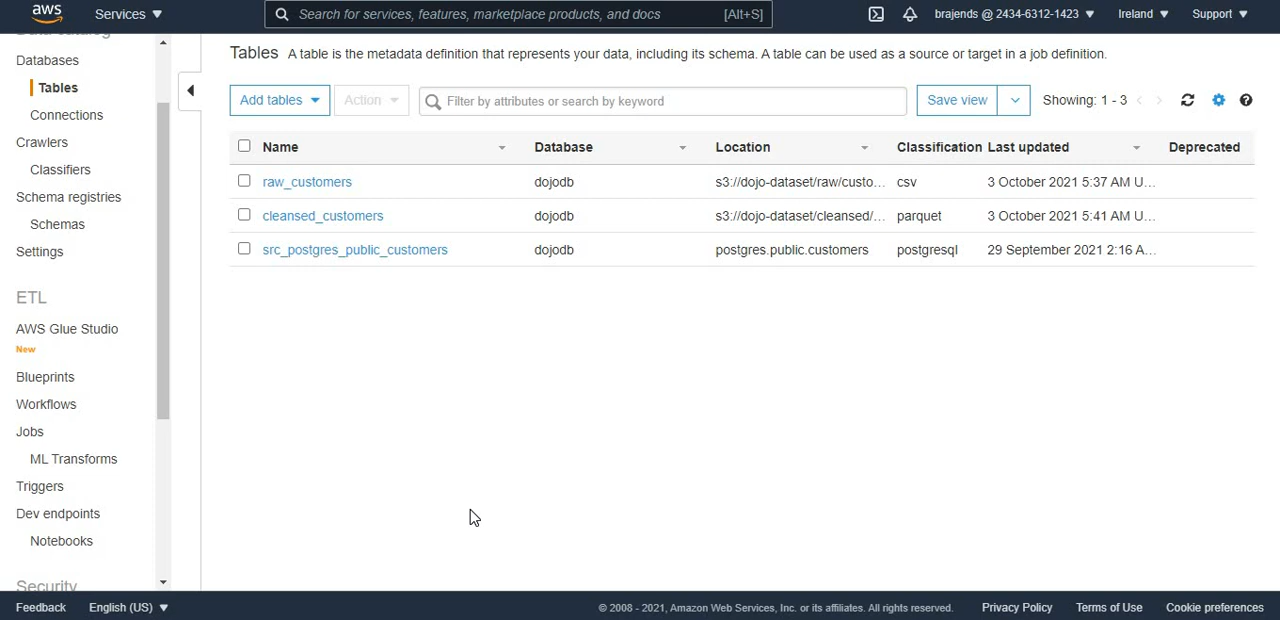 aws
Services
Search for services, features, marketplace products, and docs [Alt+S]
brajends @ 2434-6312-1423
Ireland
Support
Data catalog
Databases
Tables
Connections
Crawlers
Classifiers
Schema registries
Schemas
Settings
ETL
AWS Glue Studio
New
Blueprints
Workflows
Jobs
ML Transforms
Triggers
Dev endpoints
Notebooks
Security
Tables A table is the metadata definition that represents your data, including its schema. A table can be used as a source or target in a job definition.
Add tables Action Filter by attributes or search by keyword Save view Showing: 1 - 3
Name Database Location Classification Last updated Deprecated
raw_customers dojodb s3://dojo-dataset/raw/custo... csv 3 October 2021 5:37 AM U...
cleansed_customers dojodb s3://dojo-dataset/cleansed/... parquet 3 October 2021 5:41 AM U...
src_postgres_public_customers dojodb postgres.public.customers postgresql 29 September 2021 2:16 A...
Feedback English (US) © 2008 - 2021, Amazon Web Services, Inc. or its affiliates. All rights reserved. Privacy Policy Terms of Use Cookie preferences